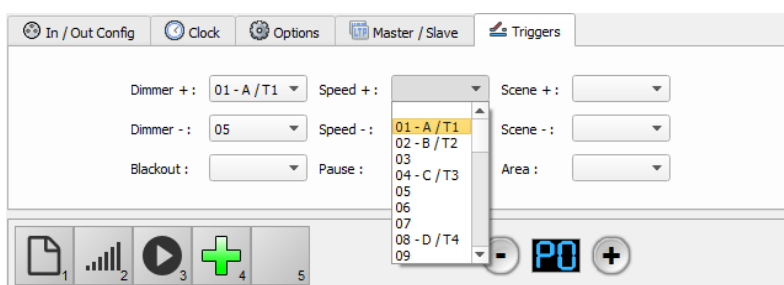 In / Out Config Clock Options LTP Master / Slave Triggers
Dimmer + : 01 - A / T1 Speed + : Scene + :
Dimmer - : 05 Speed - : Scene - :
Blackout : Pause : Area :
01 - A / T1
02 - B / T2
03
04 - C / T3
05
06
07
08 - D / T4
09
1 2 3 4 5
- P0 +